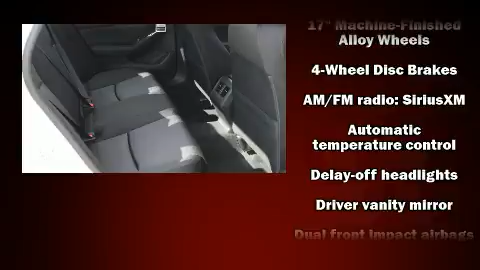 17" Machine-Finished
Alloy Wheels
4-Wheel Disc Brakes
AM/FM radio: SiriusXM
Automatic
temperature control
Delay-off headlights
Driver vanity mirror
Dual front impact airbags